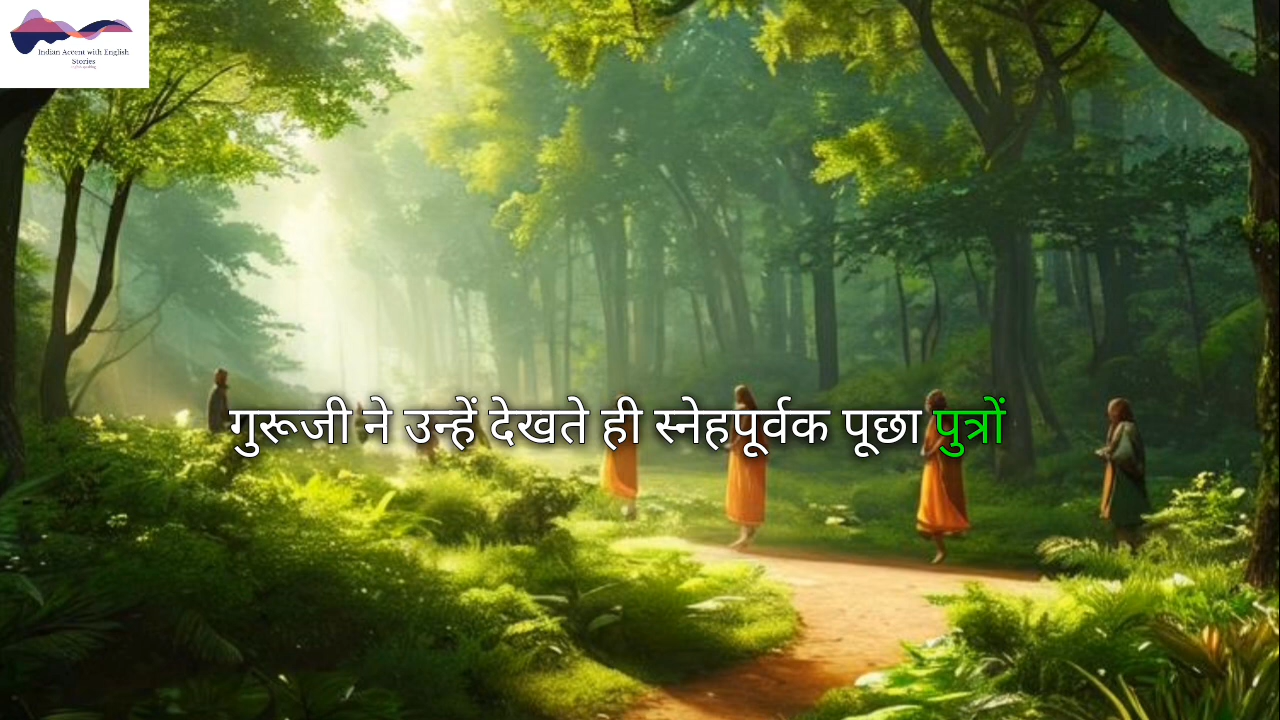 Indian Accent with English
Stories
गुरूजी ने उन्हें देखते ही स्नेहपूर्वक पूछा पुत्रों